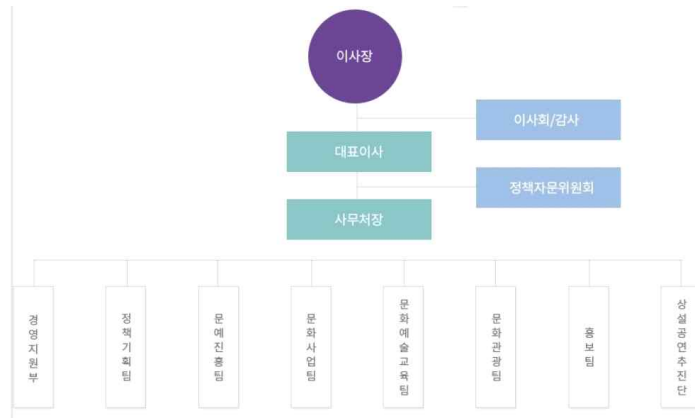 이사장
이사회/감사
대표이사
정책자문위원회
사무처장
경영지원부
정책기획팀
문예진흥팀
문화사업팀
문화예술교육팀
문화관광팀
홍보팀
상설공연추진단